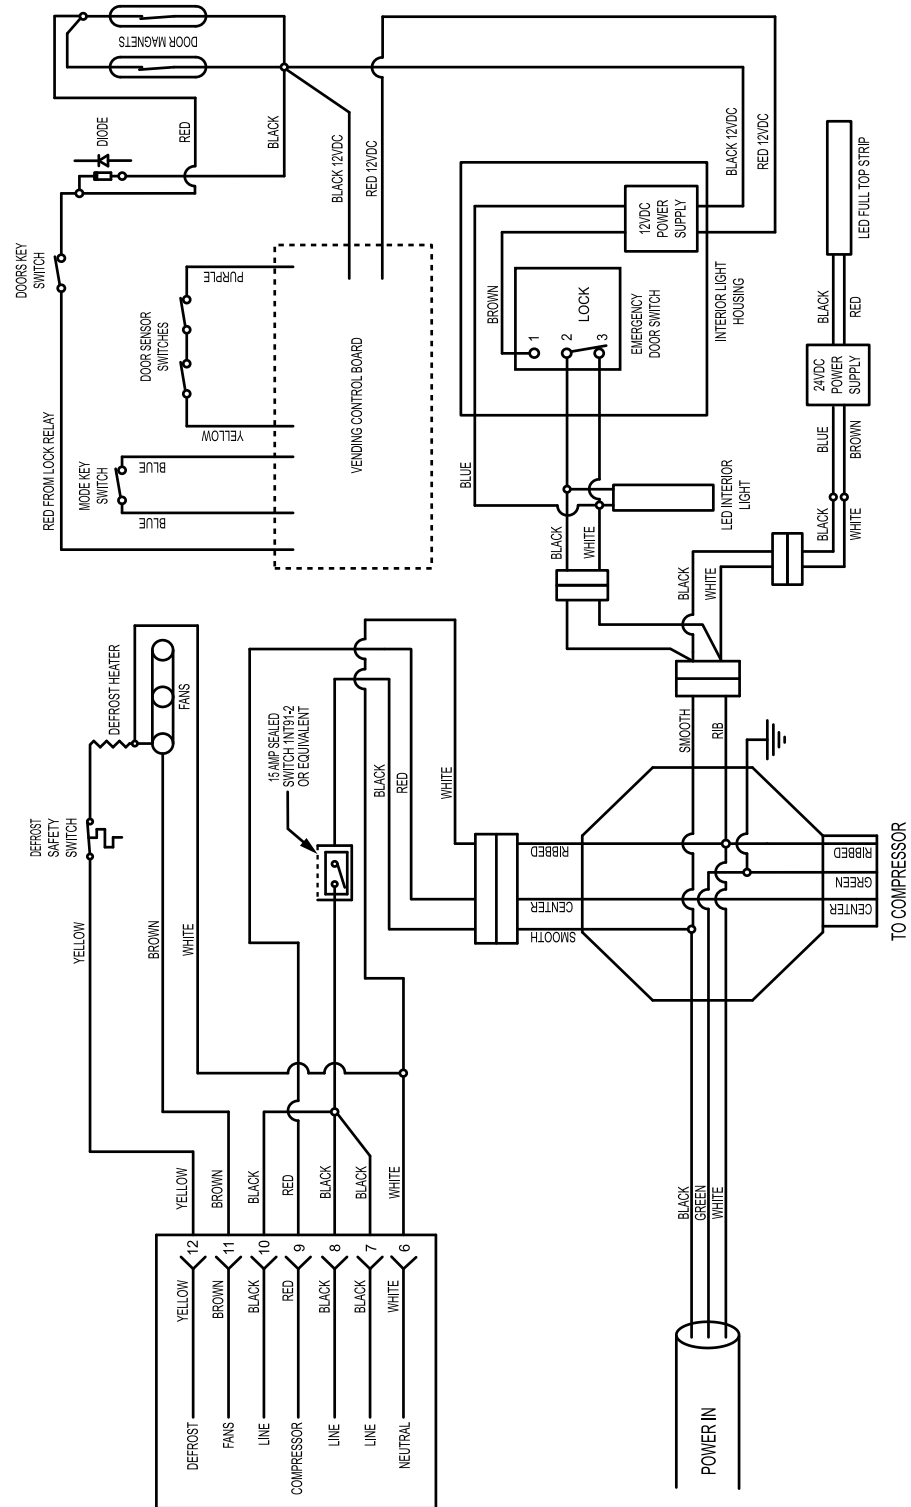 DOOR MAGNETS
DIODE
RED
BLACK
BLACK 12VDC
RED 12VDC
BLACK 12VDC
RED 12VDC
DOORS KEY
SWITCH
RED FROM LOCK RELAY
PURPLE
DOOR SENSOR
SWITCHES
YELLOW
MODE KEY
SWITCH
BLUE
BLUE
VENDING CONTROL BOARD
12VDC
POWER
SUPPLY
BROWN
1
2
3
LOCK
EMERGENCY
DOOR SWITCH
INTERIOR LIGHT
HOUSING
BLUE
LED INTERIOR
LIGHT
BLACK
WHITE
LED FULL TOP STRIP
BLACK
RED
24VDC
POWER
SUPPLY
BLUE
BROWN
BLACK
WHITE
BLACK
WHITE
SMOOTH
RIB
DEFROST HEATER
FANS
DEFROST
SAFETY
SWITCH
YELLOW
BROWN
WHITE
15 AMP SEALED
SWITCH 1NT91-2
OR EQUIVALENT
BLACK
RED
WHITE
RIBBED
CENTER
SMOOTH
RIBBED
GREEN
CENTER
TO COMPRESSOR
YELLOW
BROWN
BLACK
RED
BLACK
BLACK
WHITE
12
11
10
9
8
7
6
YELLOW
BROWN
BLACK
RED
BLACK
BLACK
WHITE
DEFROST
FANS
LINE
COMPRESSOR
LINE
LINE
NEUTRAL
BLACK
GREEN
WHITE
POWER IN